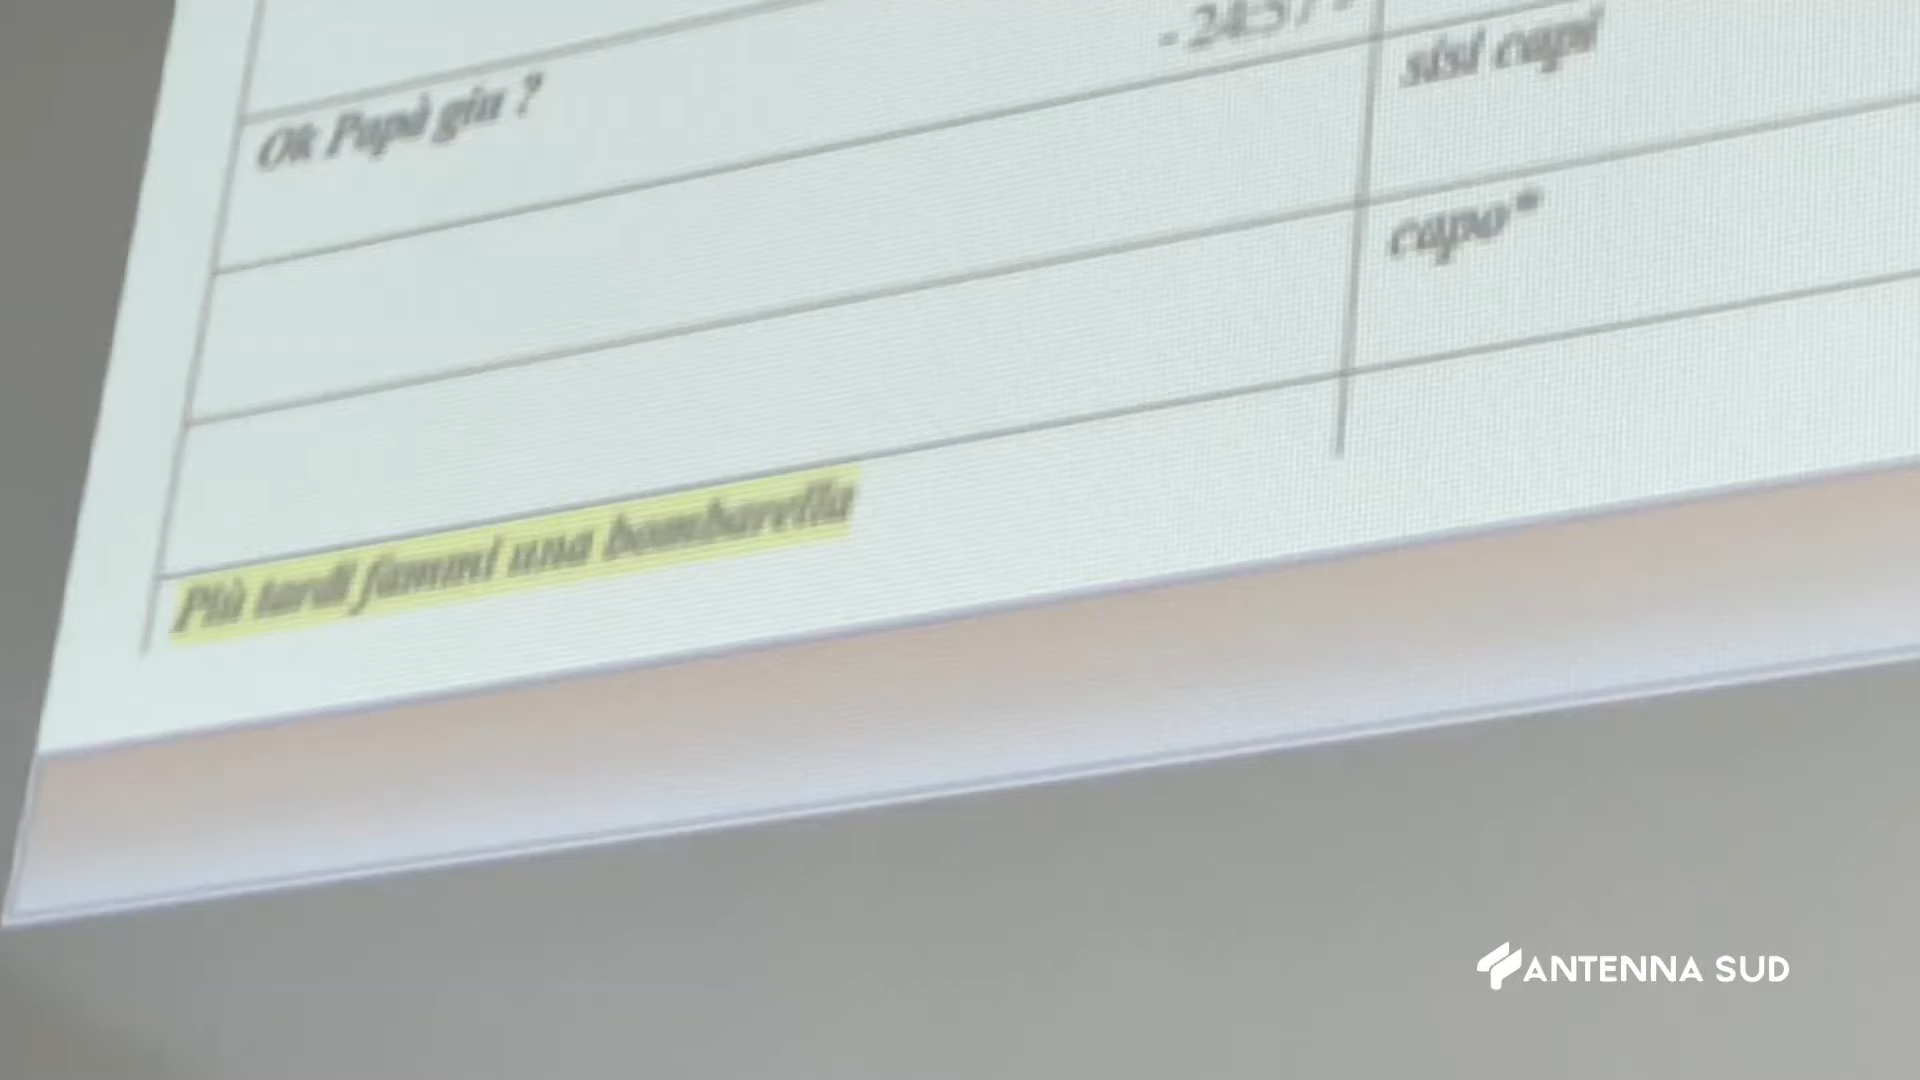 sisi capi
Ok Papà giu ?
capo*
Più tardi fammi una bombarella
ANTENNA SUD